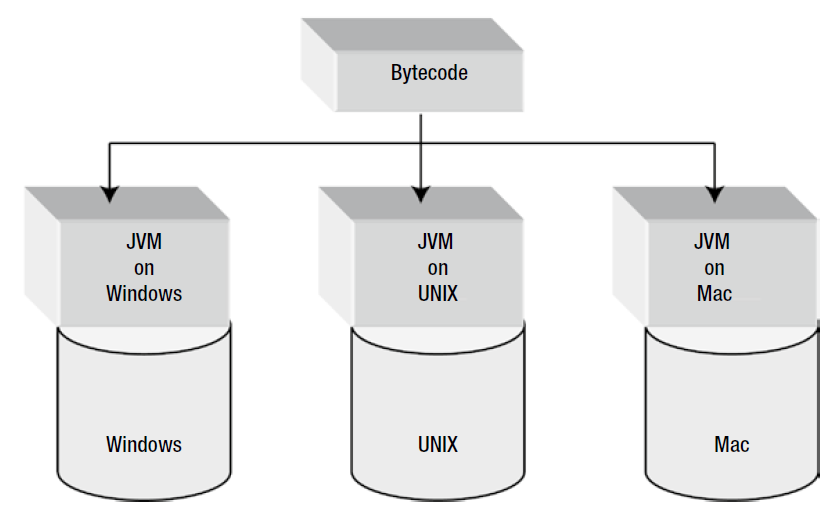 Bytecode
JVM
on
Windows
JVM
on
UNIX
JVM
on
Mac
Windows
UNIX
Mac